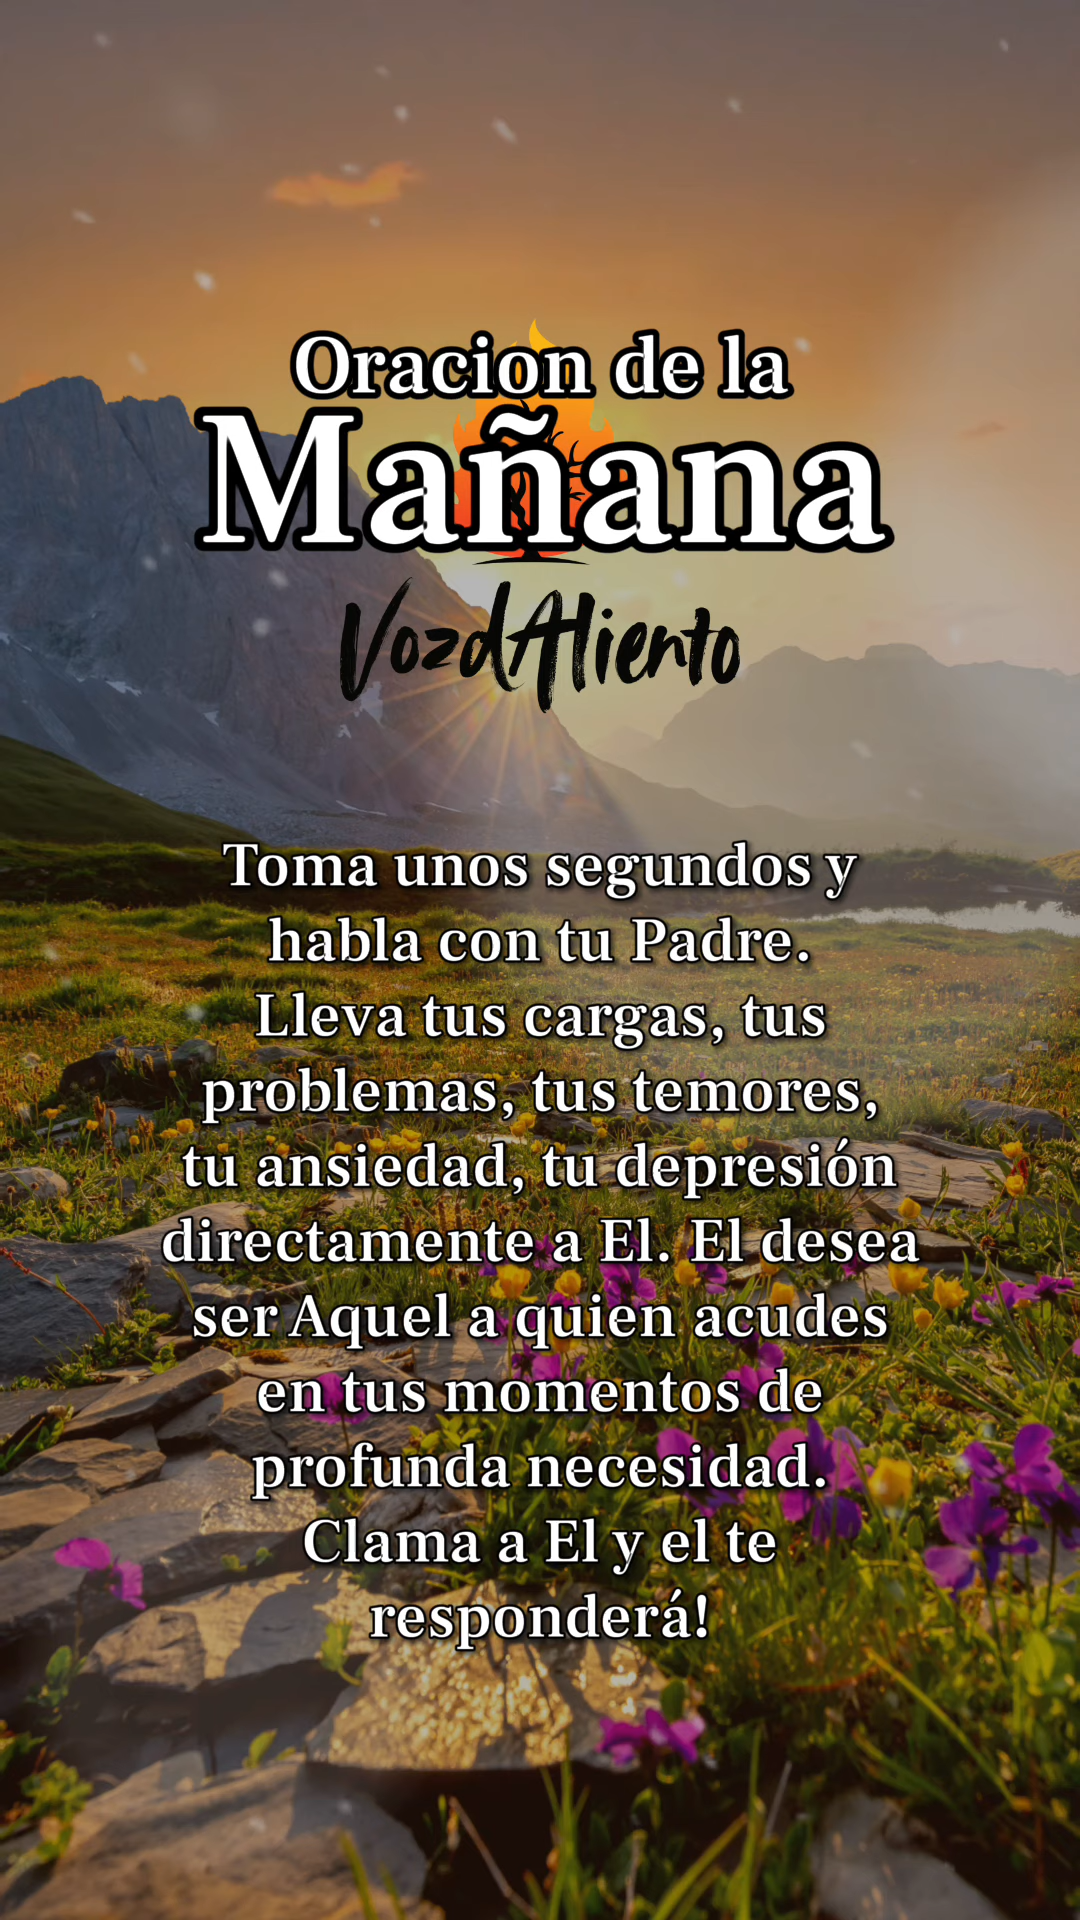 Oracion de la
Mañana
VozdAliento
Toma unos segundos y
habla con tu Padre.
Lleva tus cargas, tus
problemas, tus temores,
tu ansiedad, tu depresión
directamente a El. El desea
ser Aquel a quien acudes
en tus momentos de
profunda necesidad.
Clama a El y el te
responderá!